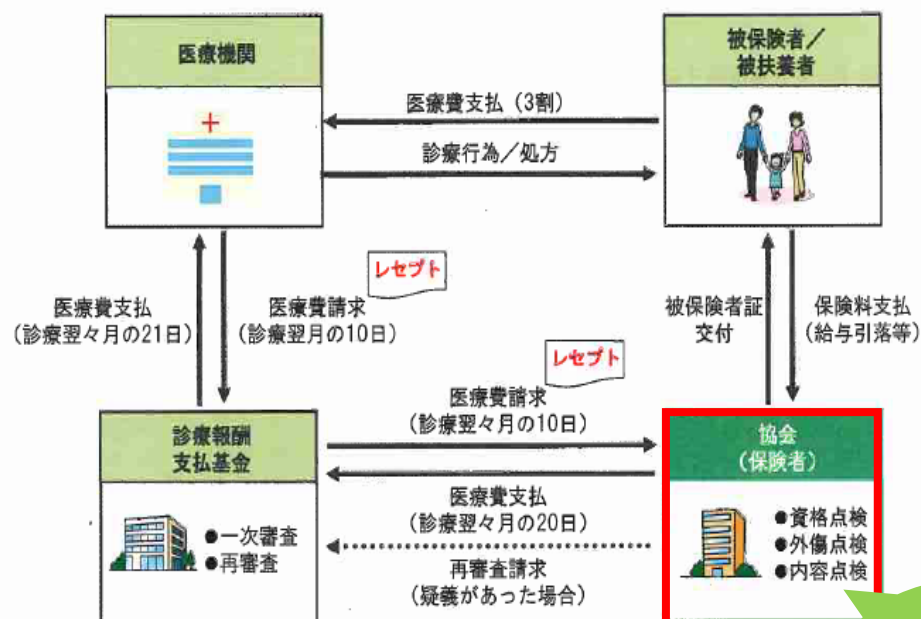 医療機関
被保険者／
被扶養者
医療費支払（3割）
診療行為／処方
レセプト
医療費支払
（診療翌々月の21日）
医療費請求
（診療翌月の10日）
被保険者証
交付
保険料支払
（給与引落等）
レセプト
医療費請求
（診療翌々月の10日）
診療報酬
支払基金
●一次審査
●再審査
医療費支払
（診療翌々月の20日）
再審査請求
（疑義があった場合）
協会
（保険者）
●資格点検
●外傷点検
●内容点検